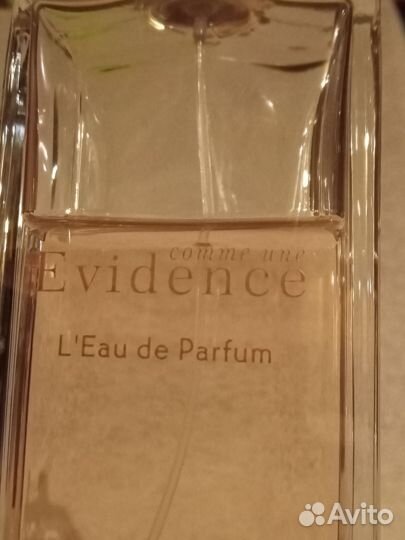 comme une
Evidence
L'Eau de Parfum
Avito